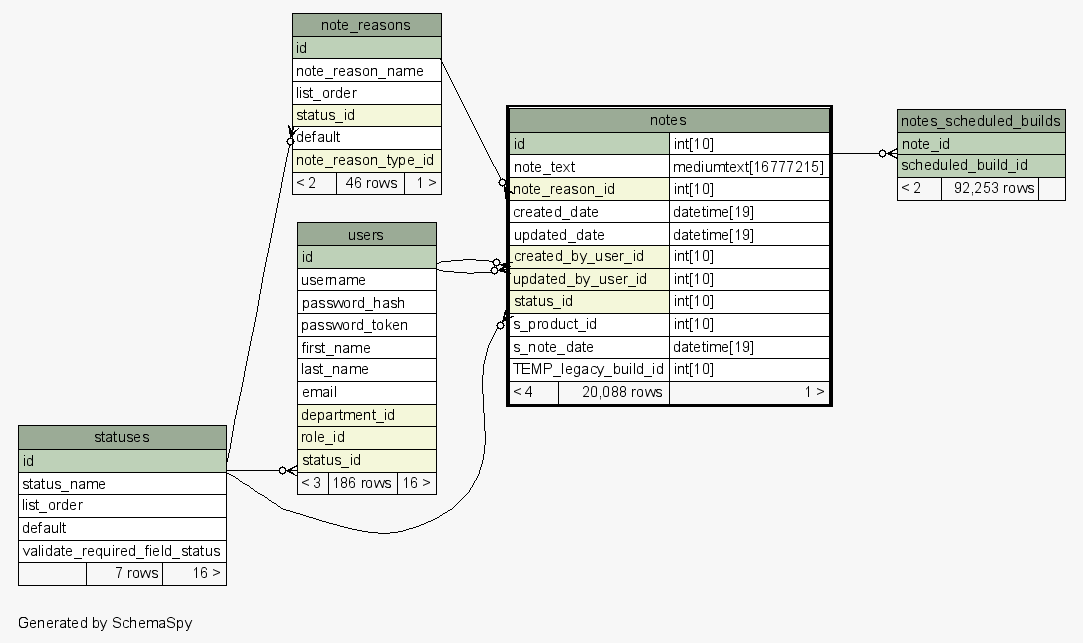 note_reasons
id
note_reason_name
list_order
status_id
default
note_reason_type_id
< 2 46 rows 1 >
users
id
username
password_hash
password_token
first_name
last_name
email
department_id
role_id
status_id
< 3 186 rows 16 >
statuses
id
status_name
list_order
default
validate_required_field_status
7 rows 16 >
notes
id int[10]
note_text mediumtext[16777215]
note_reason_id int[10]
created_date datetime[19]
updated_date datetime[19]
created_by_user_id int[10]
updated_by_user_id int[10]
status_id int[10]
s_product_id int[10]
s_note_date datetime[19]
TEMP_legacy_build_id int[10]
< 4 20,088 rows 1 >
notes_scheduled_builds
note_id
scheduled_build_id
< 2 92,253 rows
Generated by SchemaSpy